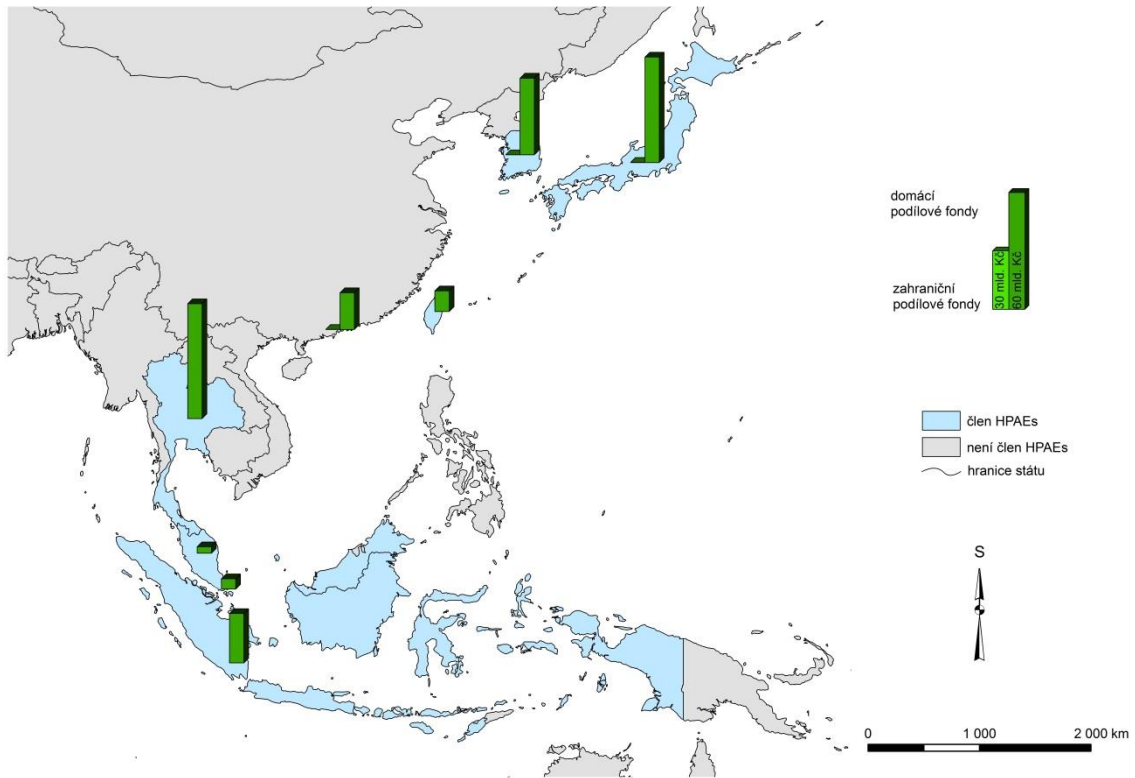 domácí
podílové fondy
30 mld. Kč
60 mld. Kč
zahraniční
podílové fondy
člen HPAEs
není člen HPAEs
hranice státu
S
0 1 000 2 000 km